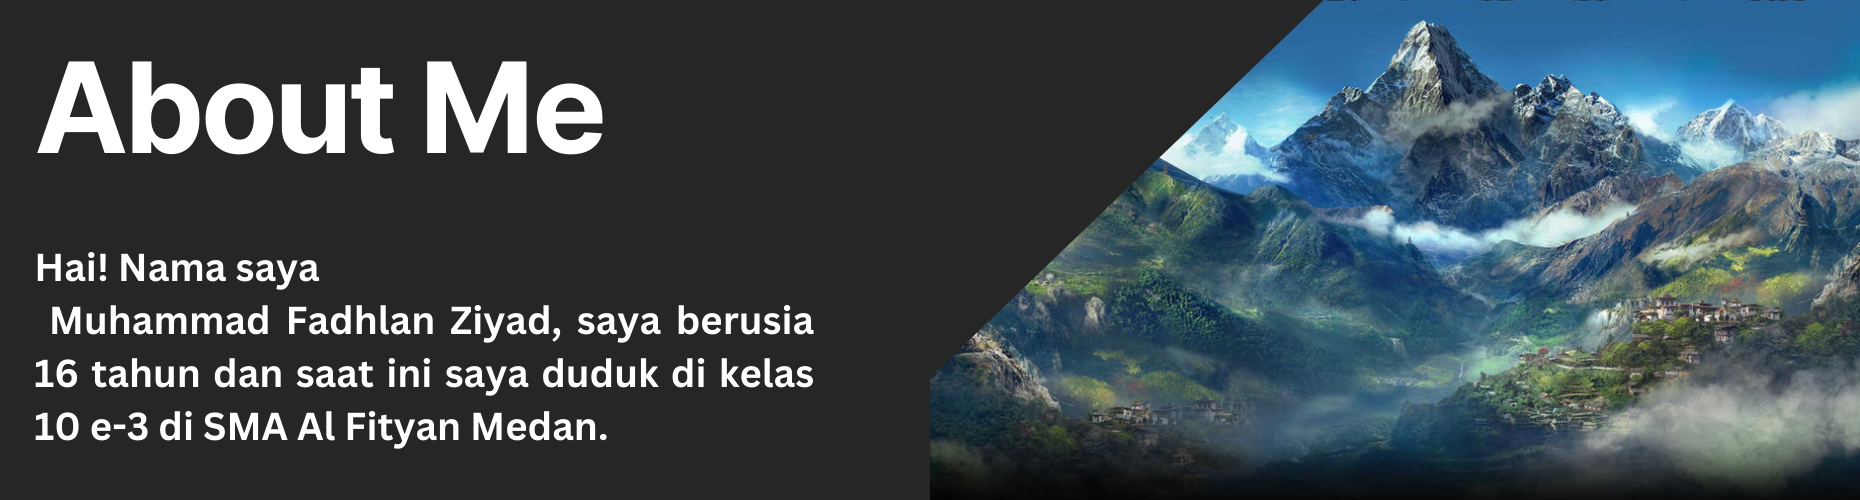 About Me
Hai! Nama saya
Muhammad Fadhlan Ziyad, saya berusia
16 tahun dan saat ini saya duduk di kelas
10 e-3 di SMA Al Fityan Medan.